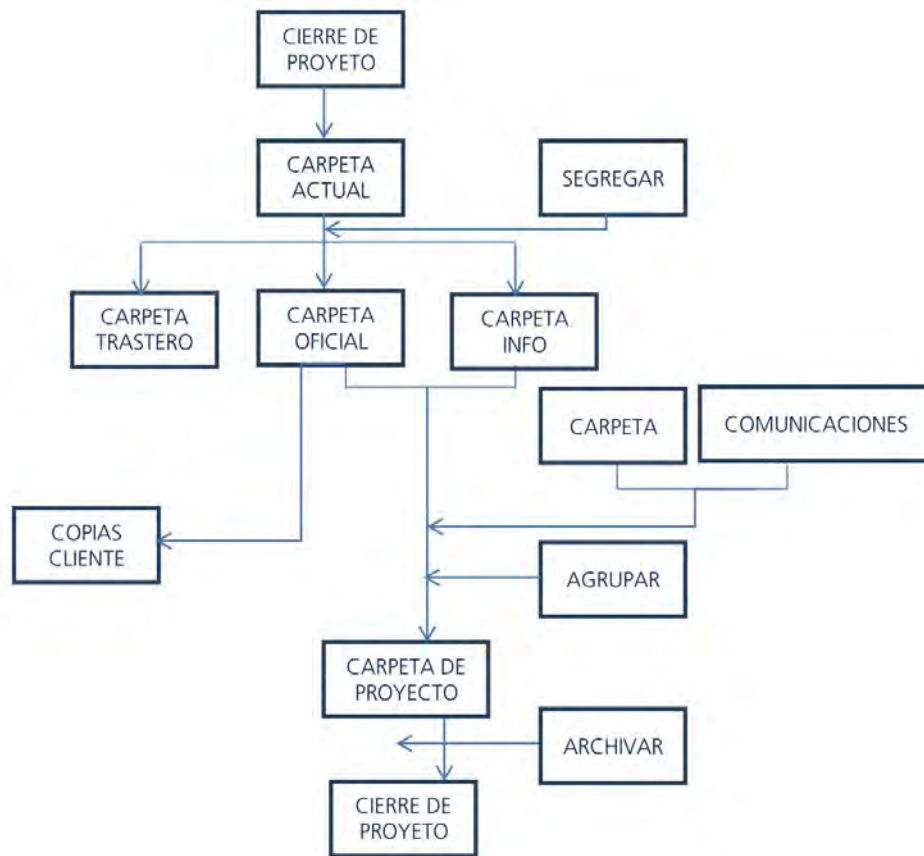 CIERRE DE
PROYETO
CARPETA
ACTUAL
SEGREGAR
CARPETA
TRASTERO
CARPETA
OFICIAL
CARPETA
INFO
CARPETA
COMUNICACIONES
COPIAS
CLIENTE
AGRUPAR
CARPETA DE
PROYECTO
ARCHIVAR
CIERRE DE
PROYETO